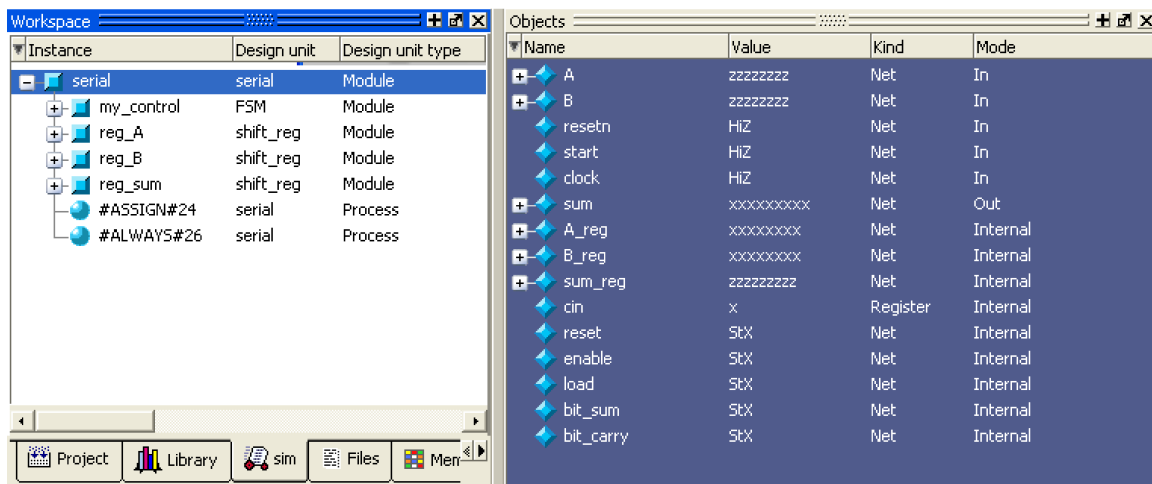 Workspace
Instance Design unit Design unit type
serial serial Module
my_control FSM Module
reg_A shift_reg Module
reg_B shift_reg Module
reg_sum shift_reg Module
#ASSIGN#24 serial Process
#ALWAYS#26 serial Process
Project Library sim Files Mem
Objects
Name Value Kind Mode
A zzzzzzzz Net In
B zzzzzzzz Net In
resetn HiZ Net In
start HiZ Net In
clock HiZ Net In
sum xxxxxxxxx Net Out
A_reg xxxxxxxx Net Internal
B_reg xxxxxxxx Net Internal
sum_reg zzzzzzzzz Net Internal
cin x Register Internal
reset StX Net Internal
enable StX Net Internal
load StX Net Internal
bit_sum StX Net Internal
bit_carry StX Net Internal